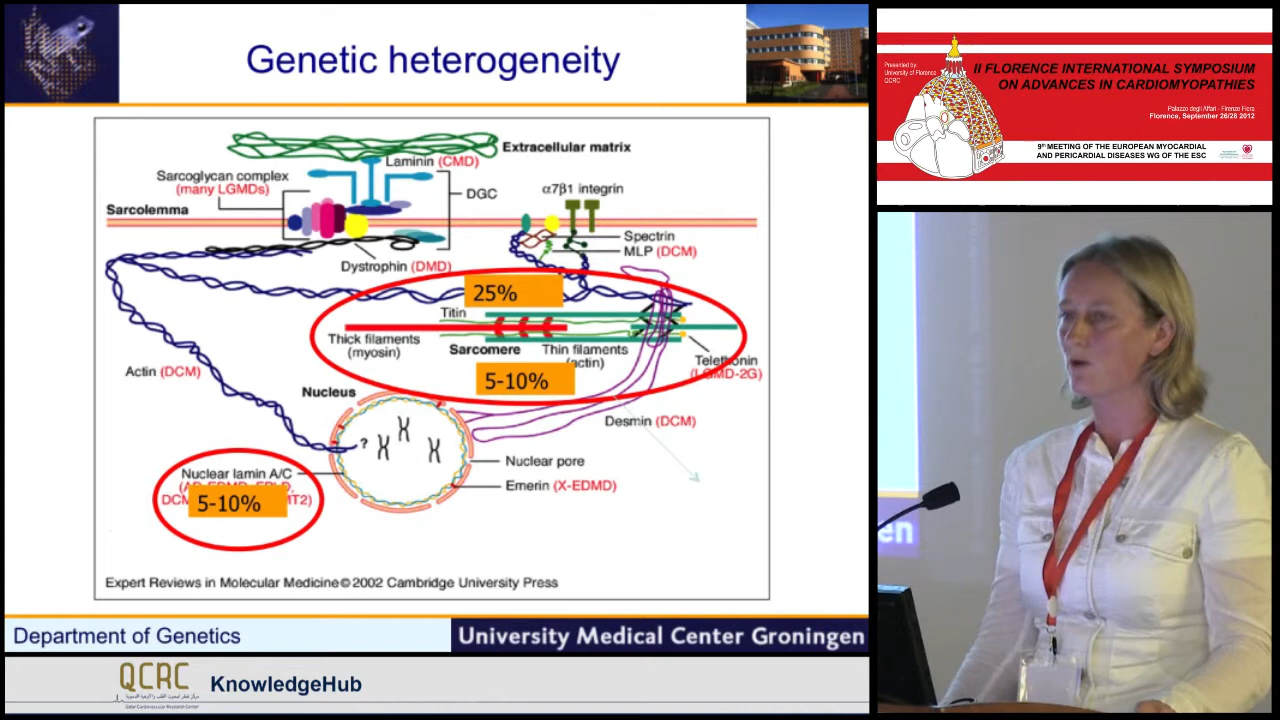 Genetic heterogeneity
Extracellular matrix
Laminin (CMD)
Sarcoglycan complex
(many LGMDs)
DGC
α7β1 integrin
Sarcolemma
Spectrin
MLP (DCM)
Dystrophin (DMD)
25%
Titin
Thick filaments
(myosin)
Sarcomere
Thin filaments
(actin)
Telethonin
(LGMD-2G)
5-10%
Actin (DCM)
Nucleus
Desmin (DCM)
?
Nuclear pore
Nuclear lamin A/C
5-10%
Emerin (X-EDMD)
Expert Reviews in Molecular Medicine © 2002 Cambridge University Press
Department of Genetics
University Medical Center Groningen
QCRC
KnowledgeHub
Presented by:
University of Florence
QCRC
II FLORENCE INTERNATIONAL SYMPOSIUM
ON ADVANCES IN CARDIOMYOPATHIES
Palazzo degli Affari - Firenze Fiera
Florence, September 26/28 2012
9th MEETING OF THE EUROPEAN MYOCARDIAL
AND PERICARDIAL DISEASES WG OF THE ESC
en